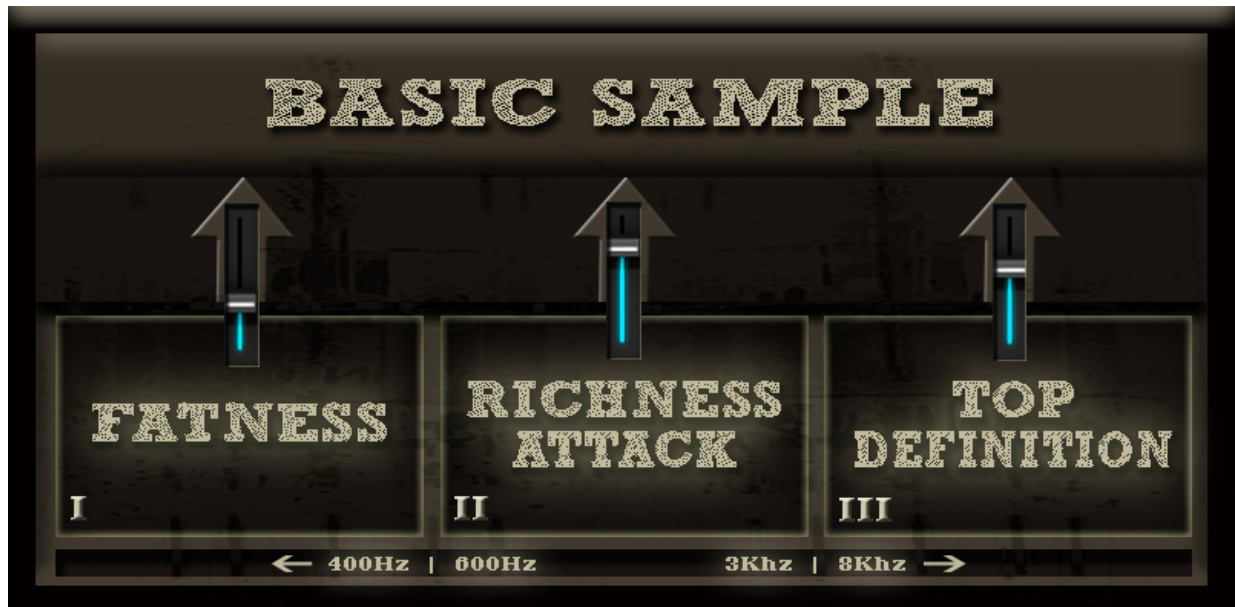 BASIC SAMPLE
FATNESS
I
RICHNESS
ATTACK
II
TOP
DEFINITION
III
← 400Hz | 600Hz 3Khz | 8Khz →